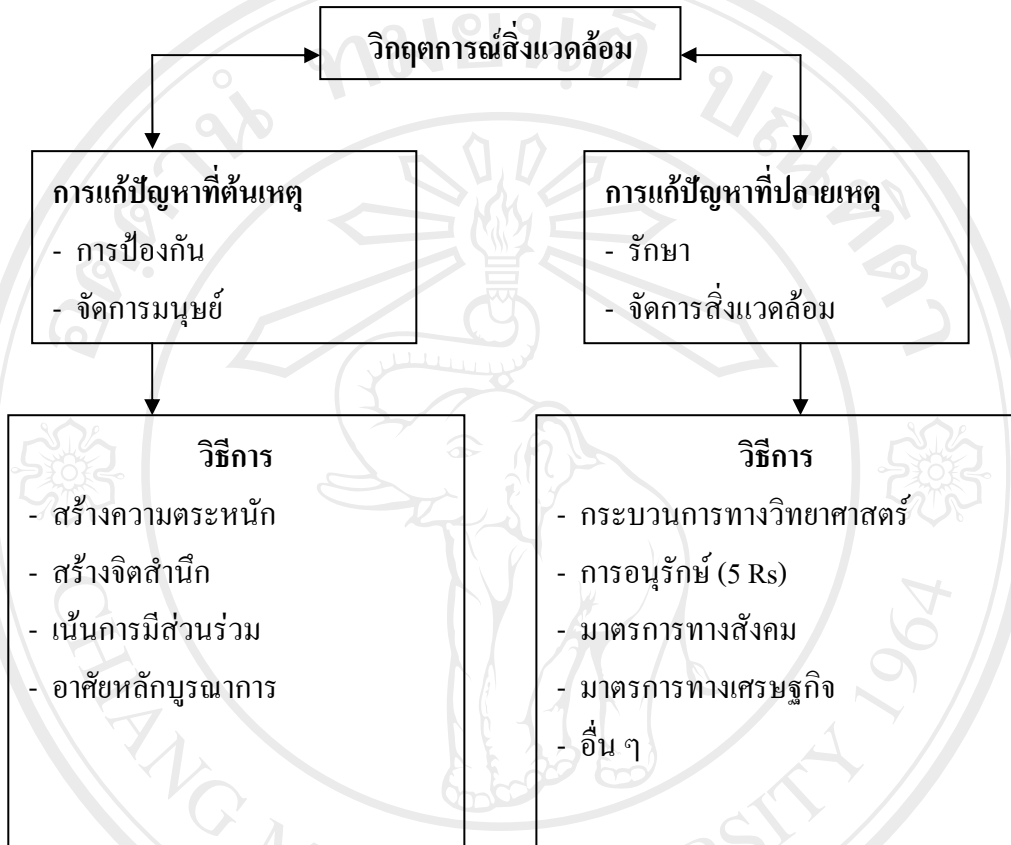 วิกฤตการณ์สิ่งแวดล้อม
การแก้ปัญหาที่ต้นเหตุ
- การป้องกัน
- จัดการมนุษย์
การแก้ปัญหาที่ปลายเหตุ
- รักษา
- จัดการสิ่งแวดล้อม
วิธีการ
- สร้างความตระหนัก
- สร้างจิตสำนึก
- เน้นการมีส่วนร่วม
- อาศัยหลักบูรณาการ
วิธีการ
- กระบวนการทางวิทยาศาสตร์
- การอนุรักษ์ (5 Rs)
- มาตรการทางสังคม
- มาตรการทางเศรษฐกิจ
- อื่น ๆ